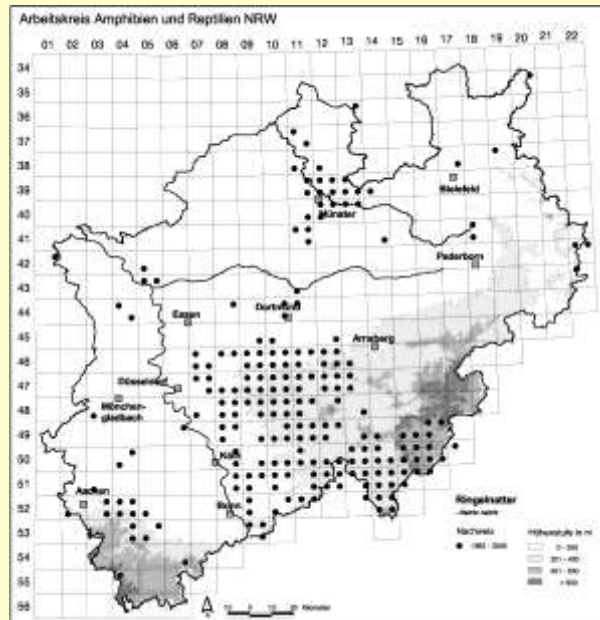 Arbeitskreis Amphibien und Reptilien NRW
01 02 03 04 05 06 07 08 09 10 11 12 13 14 15 16 17 18 19 20 21 22
34
35
36
37
38
39
40
41
42
43
44
45
46
47
48
49
50
51
52
53
54
55
56
Bielefeld
Münster
Paderborn
Dortmund
Essen
Arnsberg
Düsseldorf
Mönchen-
gladbach
Köln
Aachen
Bonn
Ringelnatter
Nachweis
Höhenstufe in m
Kilometer